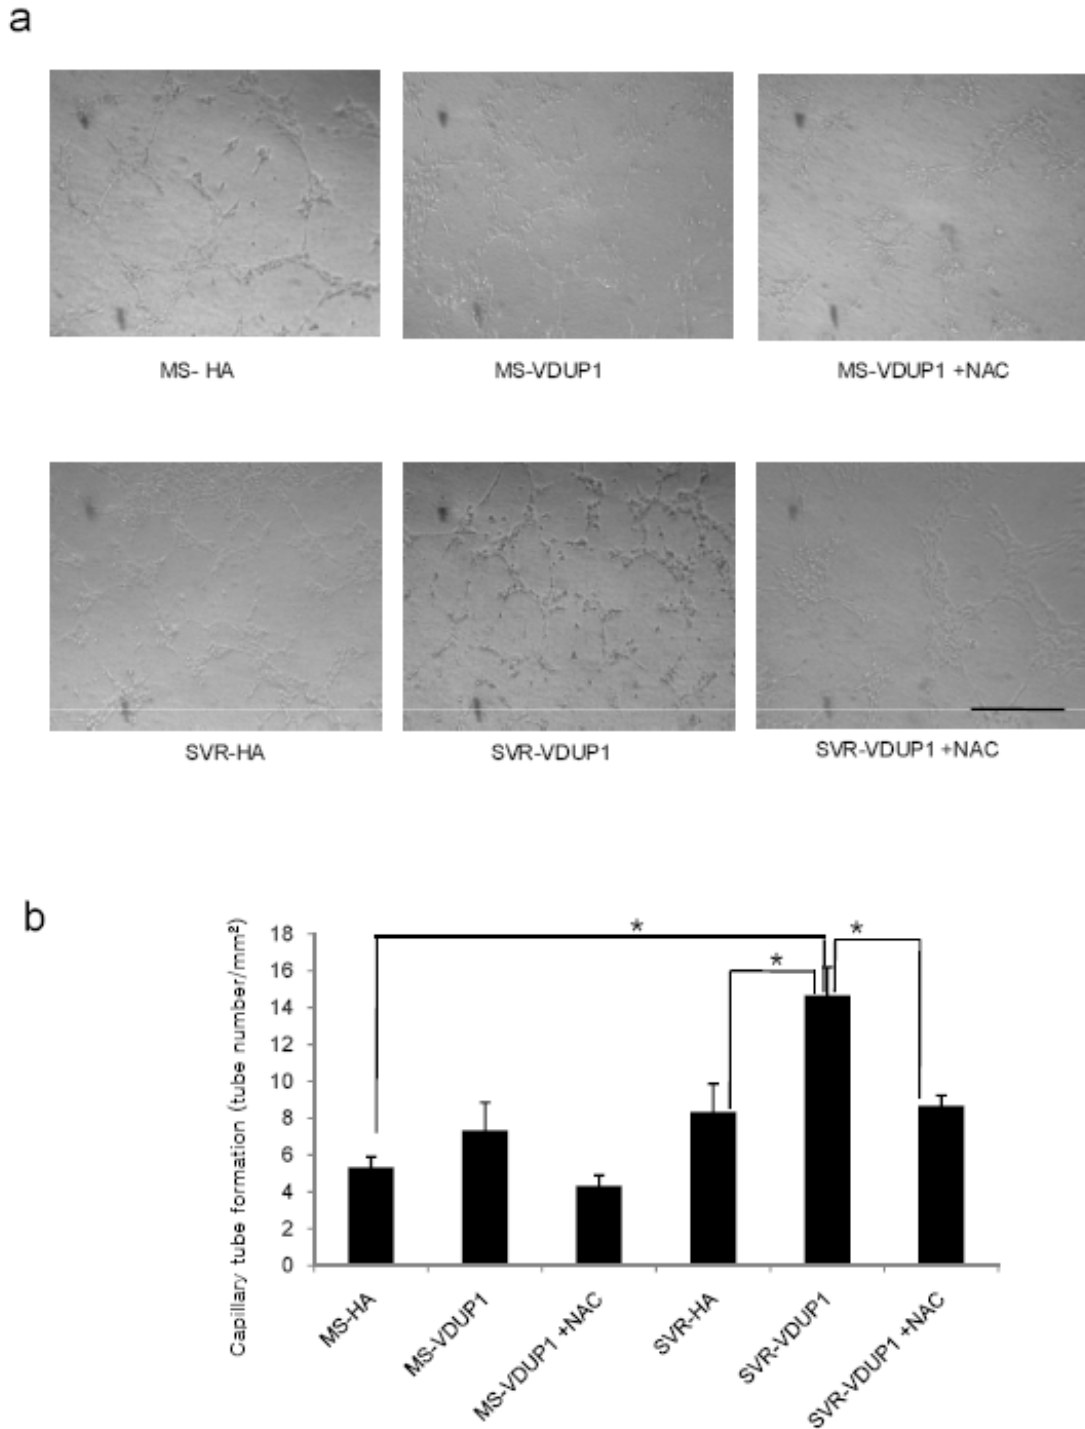 a
MS- HA
MS-VDUP1
MS-VDUP1 +NAC
SVR-HA
SVR-VDUP1
SVR-VDUP1 +NAC
b
Capillary tube formation (tube number/mm²)
18
16
14
12
10
8
6
4
2
0
*
*
*
MS-HA
MS-VDUP1
MS-VDUP1 +NAC
SVR-HA
SVR-VDUP1
SVR-VDUP1 +NAC